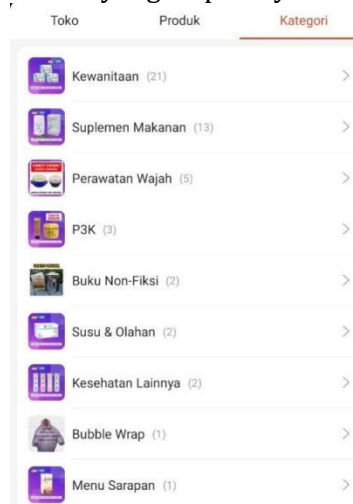 Toko Produk Kategori
Kewanitaan (21)
Suplemen Makanan (13)
Perawatan Wajah (5)
P3K (3)
Buku Non-Fiksi (2)
Susu & Olahan (2)
Kesehatan Lainnya (2)
Bubble Wrap (1)
Menu Sarapan (1)